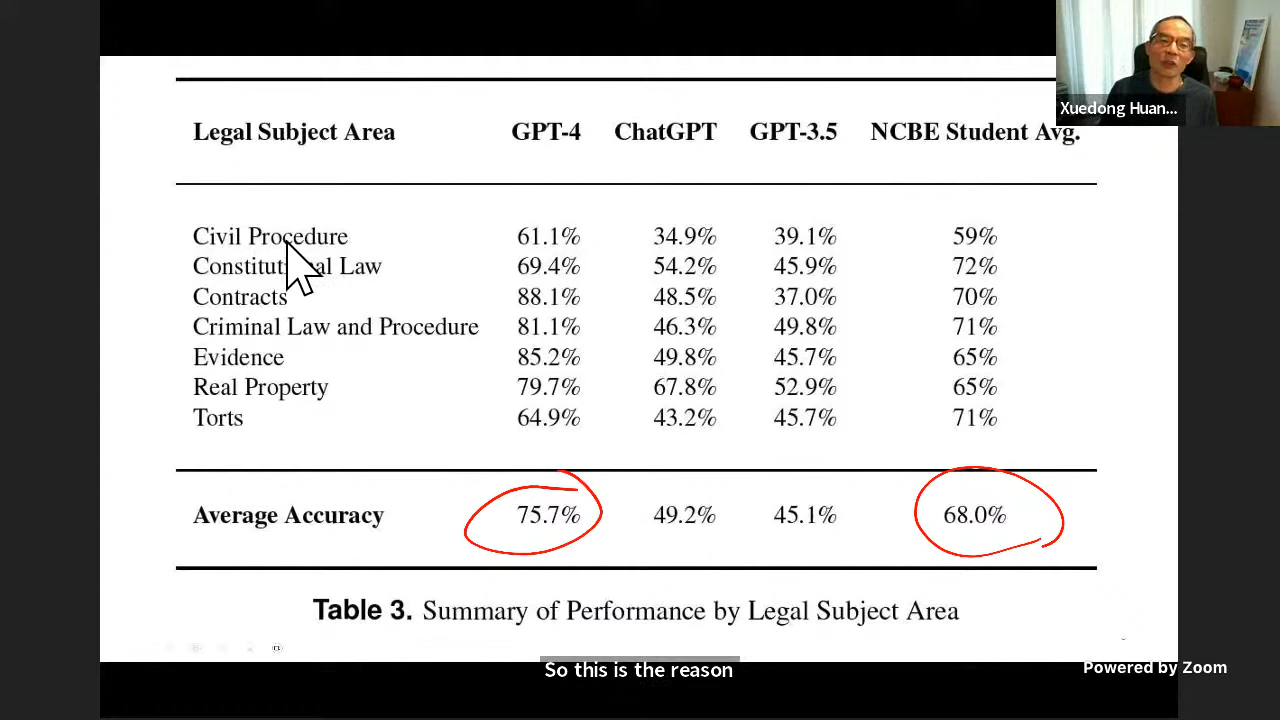 Xuedong Huan...
Legal Subject Area GPT-4 ChatGPT GPT-3.5 NCBE Student Avg.
Civil Procedure 61.1% 34.9% 39.1% 59%
Constitutional Law 69.4% 54.2% 45.9% 72%
Contracts 88.1% 48.5% 37.0% 70%
Criminal Law and Procedure 81.1% 46.3% 49.8% 71%
Evidence 85.2% 49.8% 45.7% 65%
Real Property 79.7% 67.8% 52.9% 65%
Torts 64.9% 43.2% 45.7% 71%
Average Accuracy 75.7% 49.2% 45.1% 68.0%
Table 3. Summary of Performance by Legal Subject Area
So this is the reason
Powered by Zoom